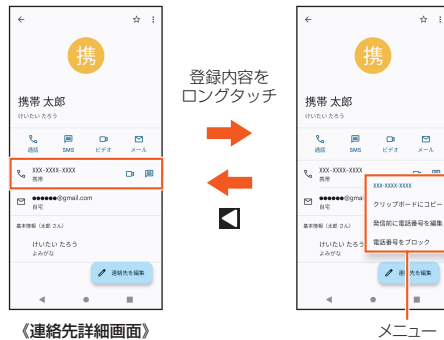 携
携帯 太郎
けいたい たろう
通話
SMS
ビデオ
メール
XXX-XXXX-XXXX
携帯
●●●●●●@gmail.com
自宅
基本情報（太郎 さん）
けいたい たろう
よみがな
連絡先を編集
《連絡先詳細画面》
登録内容を
ロングタッチ
携
携帯 太郎
けいたい たろう
通話
SMS
ビデオ
メール
XXX-XXXX-XXXX
携帯
●●●●●●@gmai
自宅
基本情報（太郎 さん）
けいたい たろう
よみがな
XXX-XXXX-XXXX
クリップボードにコピー
発信前に電話番号を編集
電話番号をブロック
連絡先を編集
メニュー